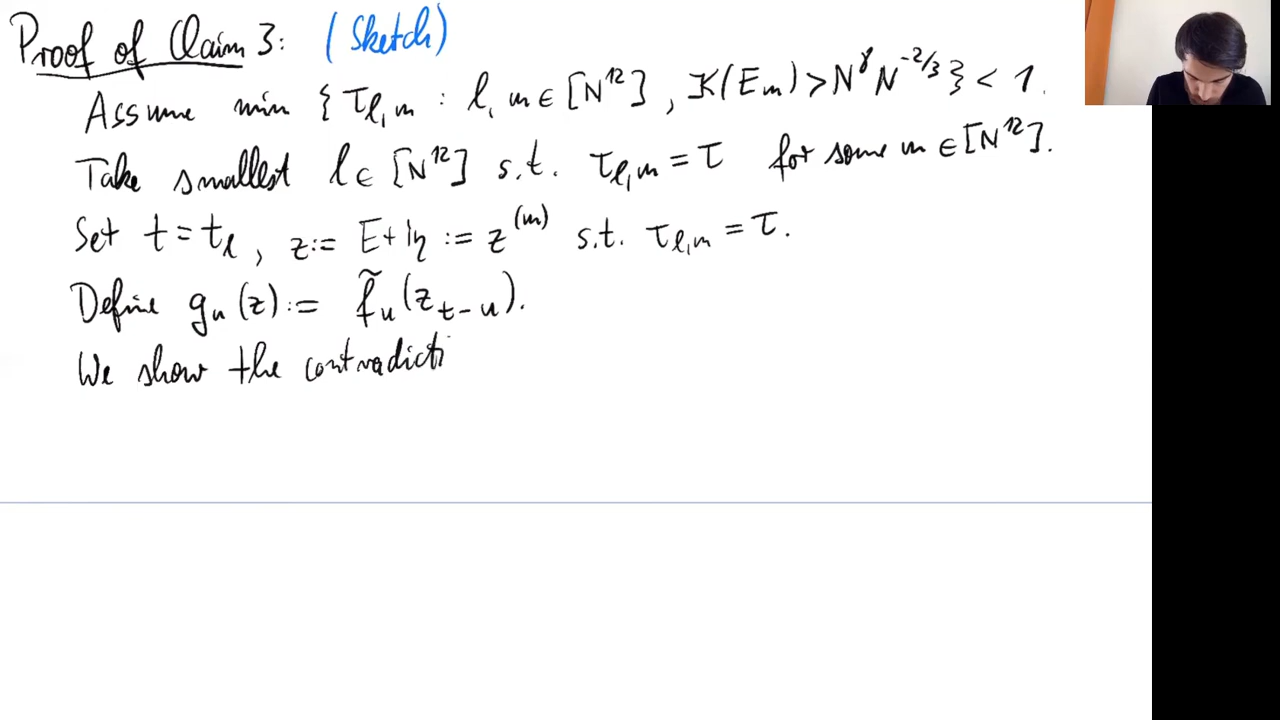 Proof of Claim 3: (Sketch)
Assume min { τ_{l,m} : l, m ∈ [N^{12}], ϰ(E_m) > N^γ N^{-2/3} } < 1.
Take smallest l ∈ [N^{12}] s.t. τ_{l,m} = τ for some m ∈ [N^{12}].
Set t = t_l, z := E + iη := z^{(m)} s.t. τ_{l,m} = τ.
Define g_u(z) := f̃_u(z_{t-u}).
We show the contradicti